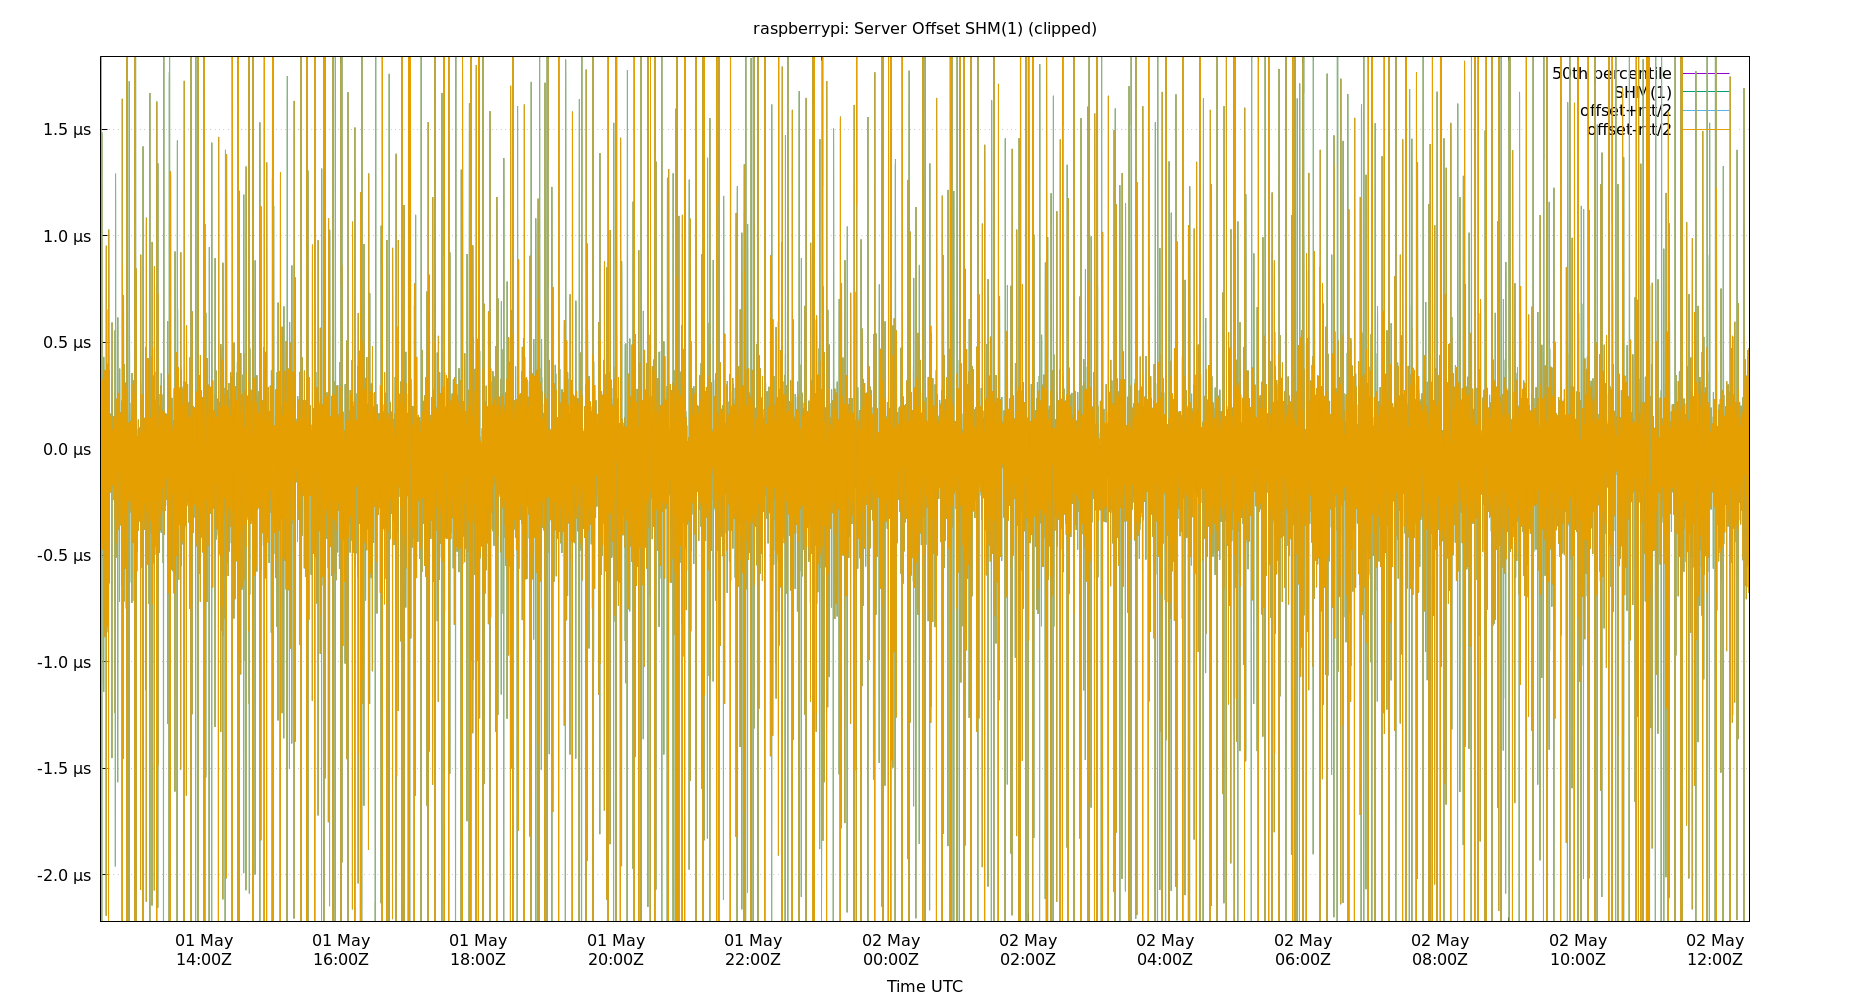 raspberrypi: Server Offset SHM(1) (clipped)
50th percentile
SHM(1)
offset+rtt/2
offset-rtt/2
1.5 µs
1.0 µs
0.5 µs
0.0 µs
-0.5 µs
-1.0 µs
-1.5 µs
-2.0 µs
01 May 01 May 01 May 01 May 01 May 02 May 02 May 02 May 02 May 02 May 02 May 02 May
14:00Z 16:00Z 18:00Z 20:00Z 22:00Z 00:00Z 02:00Z 04:00Z 06:00Z 08:00Z 10:00Z 12:00Z
Time UTC